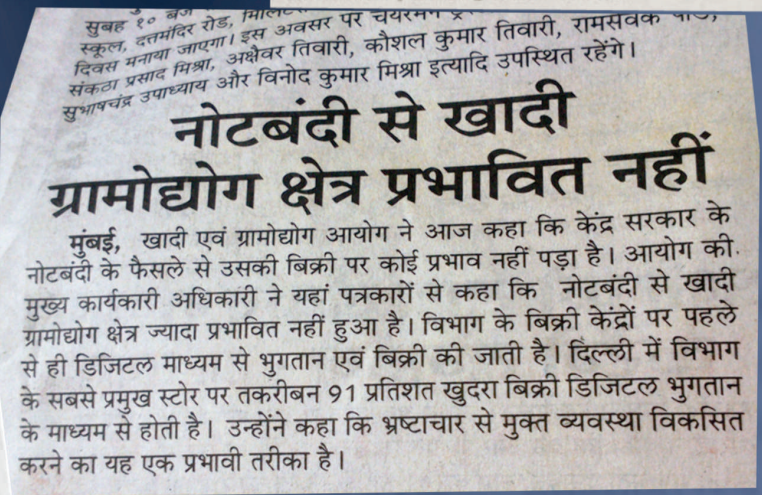 सुबह १० बजे
स्कूल, दत्तमंदिर रोड,
दिवस मनाया जाएगा। इस अवसर पर चेयरमैन
संकठा प्रसाद मिश्रा, अक्षैवर तिवारी, कौशल कुमार तिवारी, रामसेवक
सुभाषचंद्र उपाध्याय और विनोद कुमार मिश्रा इत्यादि उपस्थित रहेंगे।
नोटबंदी से खादी
ग्रामोद्योग क्षेत्र प्रभावित नहीं
मुंबई, खादी एवं ग्रामोद्योग आयोग ने आज कहा कि केंद्र सरकार के
नोटबंदी के फैसले से उसकी बिक्री पर कोई प्रभाव नहीं पड़ा है। आयोग की
मुख्य कार्यकारी अधिकारी ने यहां पत्रकारों से कहा कि नोटबंदी से खादी
ग्रामोद्योग क्षेत्र ज्यादा प्रभावित नहीं हुआ है। विभाग के बिक्री केंद्रों पर पहले
से ही डिजिटल माध्यम से भुगतान एवं बिक्री की जाती है। दिल्ली में विभाग
के सबसे प्रमुख स्टोर पर तकरीबन 91 प्रतिशत खुदरा बिक्री डिजिटल भुगतान
के माध्यम से होती है। उन्होंने कहा कि भ्रष्टाचार से मुक्त व्यवस्था विकसित
करने का यह एक प्रभावी तरीका है।